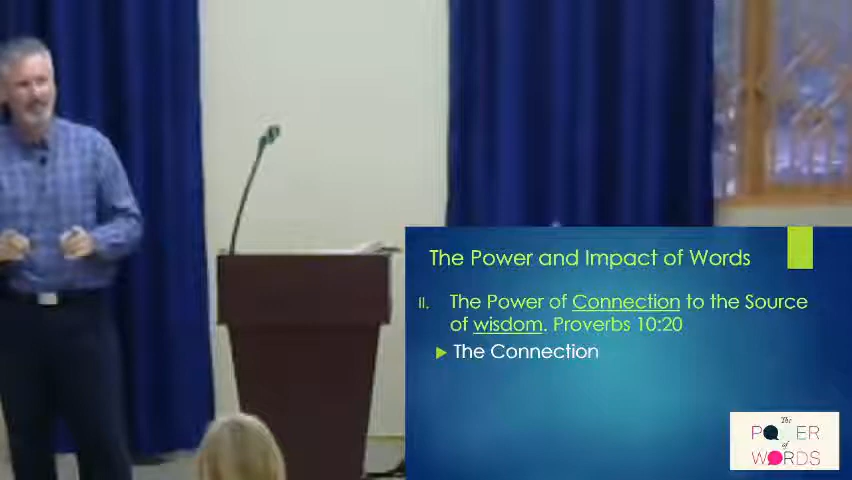 The Power and Impact of Words
II. The Power of Connection to the Source
of wisdom. Proverbs 10:20
The Connection
The
POWER
of
WORDS